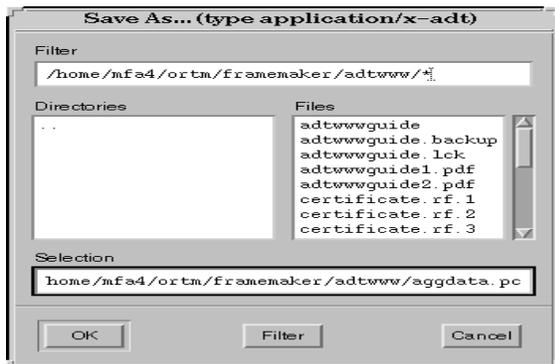 Save As... (type application/x-adt)
Filter
/home/mfa4/ortm/framemaker/adtwww/*
Directories
Files
..
adtwwwguide
adtwwwguide.backup
adtwwwguide.lck
adtwwwguide1.pdf
adtwwwguide2.pdf
certificate.rf.1
certificate.rf.2
certificate.rf.3
Selection
home/mfa4/ortm/framemaker/adtwww/aggdata.pc
OK
Filter
Cancel